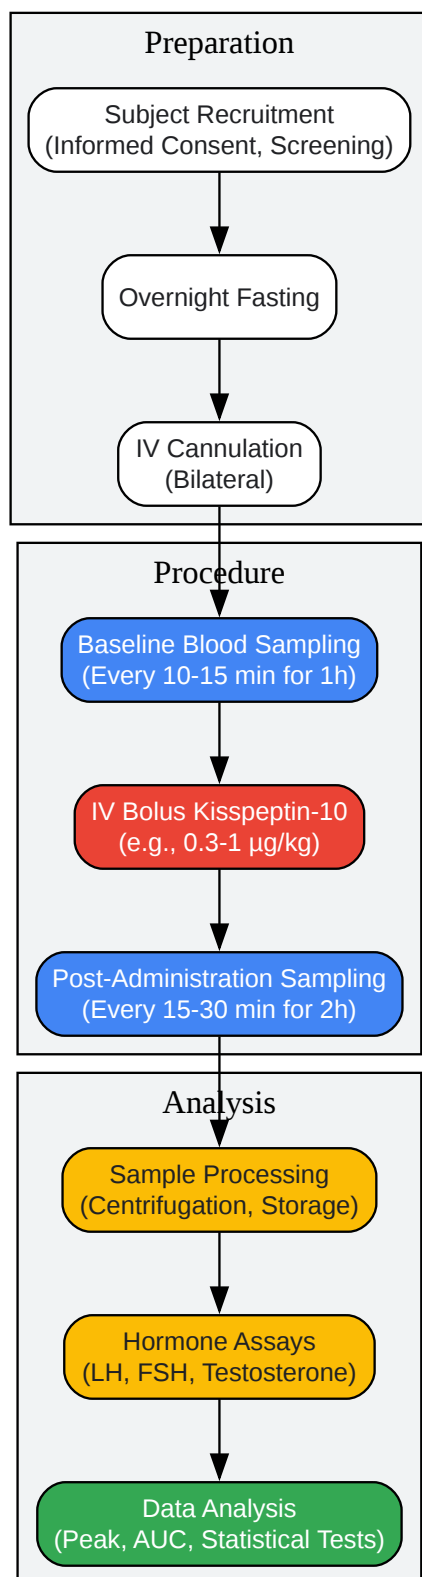 Preparation
Subject Recruitment
(Informed Consent, Screening)
Overnight Fasting
IV Cannulation
(Bilateral)
Procedure
Baseline Blood Sampling
(Every 10-15 min for 1h)
IV Bolus Kisspeptin-10
(e.g., 0.3-1 µg/kg)
Post-Administration Sampling
(Every 15-30 min for 2h)
Analysis
Sample Processing
(Centrifugation, Storage)
Hormone Assays
(LH, FSH, Testosterone)
Data Analysis
(Peak, AUC, Statistical Tests)